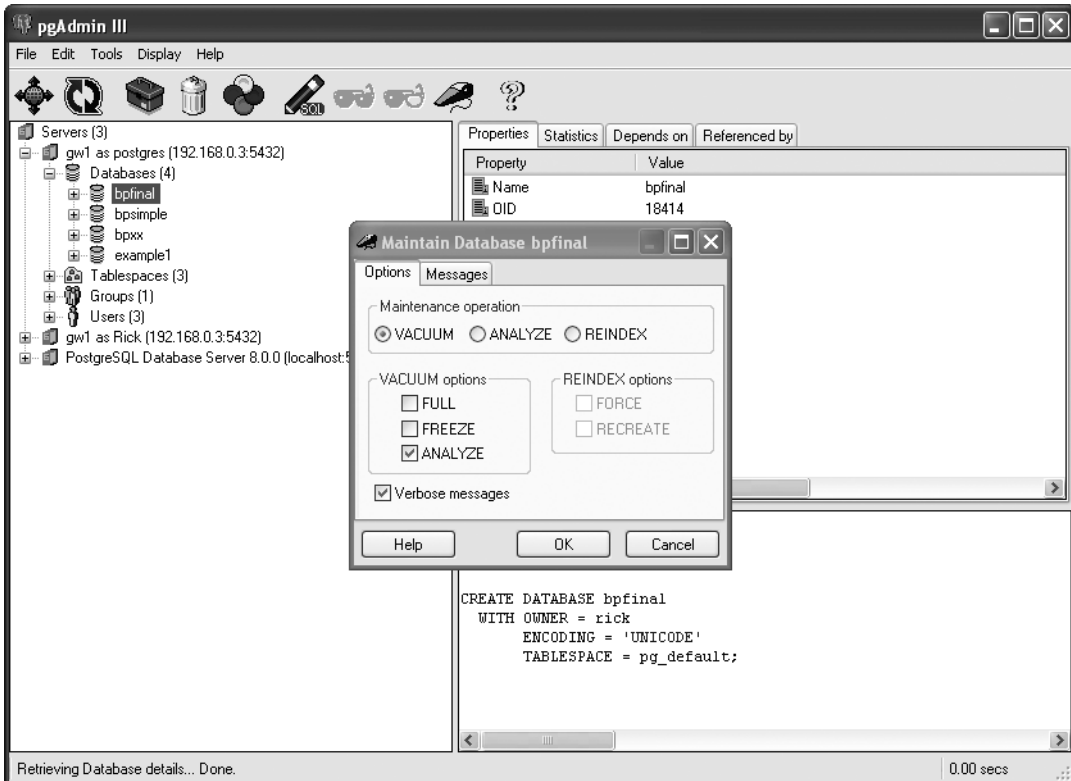 pgAdmin III
File Edit Tools Display Help
SQL
Servers (3)
gw1 as postgres (192.168.0.3:5432)
Databases (4)
bpfinal
bpsimple
bpxx
example1
Tablespaces (3)
Groups (1)
Users (3)
gw1 as Rick (192.168.0.3:5432)
PostgreSQL Database Server 8.0.0 (localhost:
Properties Statistics Depends on Referenced by
Property Value
Name bpfinal
OID 18414
Maintain Database bpfinal
Options Messages
Maintenance operation
VACUUM ANALYZE REINDEX
VACUUM options
FULL
FREEZE
ANALYZE
REINDEX options
FORCE
RECREATE
Verbose messages
Help OK Cancel
CREATE DATABASE bpfinal
WITH OWNER = rick
ENCODING = 'UNICODE'
TABLESPACE = pg_default;
Retrieving Database details... Done.
0.00 secs